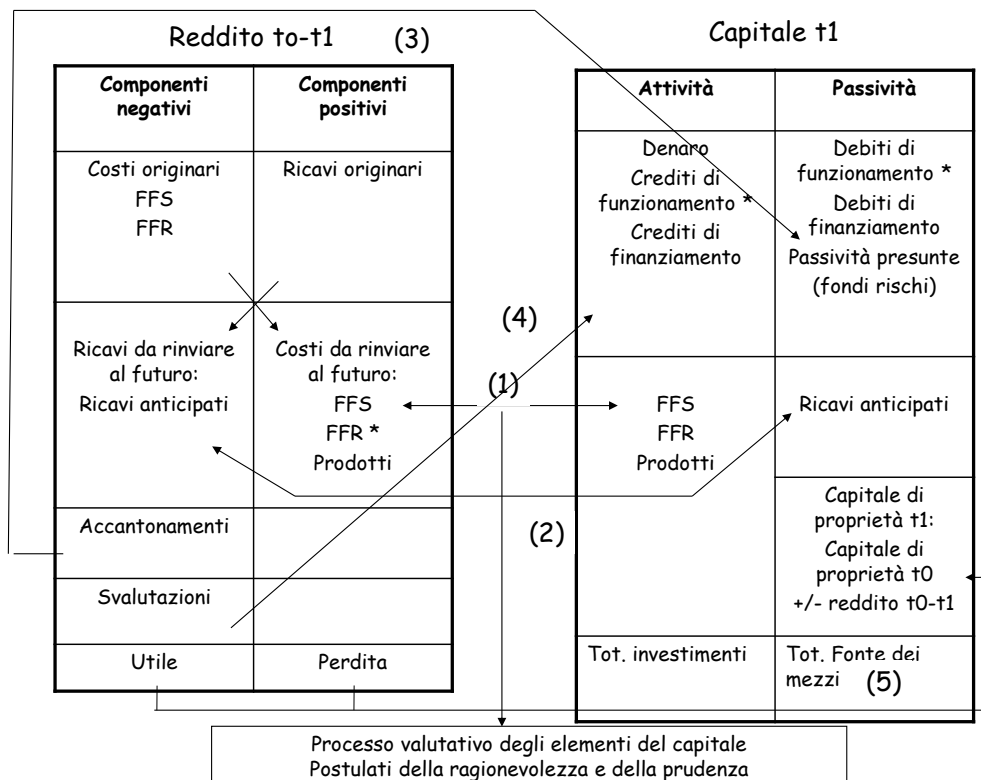 Reddito to-t1
(3)
Capitale t1
Componenti
negativi
Componenti
positivi
Costi originari
FFS
FFR
Ricavi originari
Ricavi da rinviare
al futuro:
Ricavi anticipati
Costi da rinviare
al futuro:
FFS
FFR *
Prodotti
Accantonamenti
Svalutazioni
Utile
Perdita
(4)
(1)
(2)
Attività
Passività
Denaro
Crediti di
funzionamento *
Crediti di
finanziamento
Debiti di
funzionamento *
Debiti di
finanziamento
Passività presunte
(fondi rischi)
FFS
FFR
Prodotti
Ricavi anticipati
Capitale di
proprietà t1:
Capitale di
proprietà t0
+/- reddito t0-t1
Tot. investimenti
Tot. Fonte dei
mezzi (5)
Processo valutativo degli elementi del capitale
Postulati della ragionevolezza e della prudenza